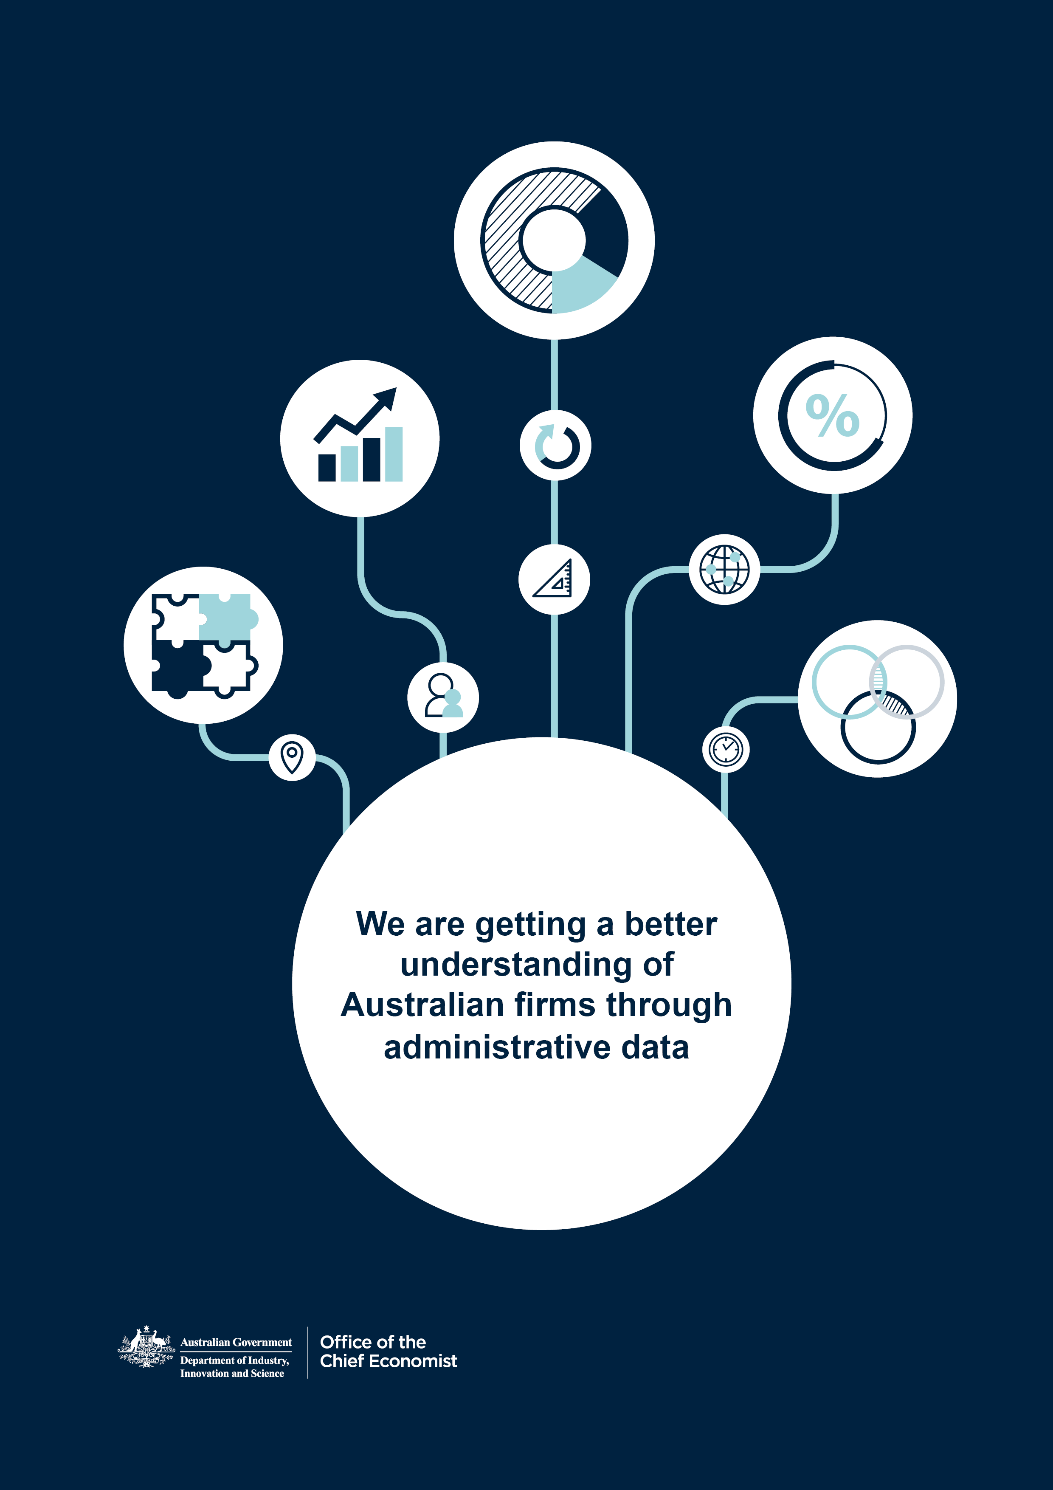 %
We are getting a better
understanding of
Australian firms through
administrative data
Australian Government
Department of Industry,
Innovation and Science
Office of the
Chief Economist